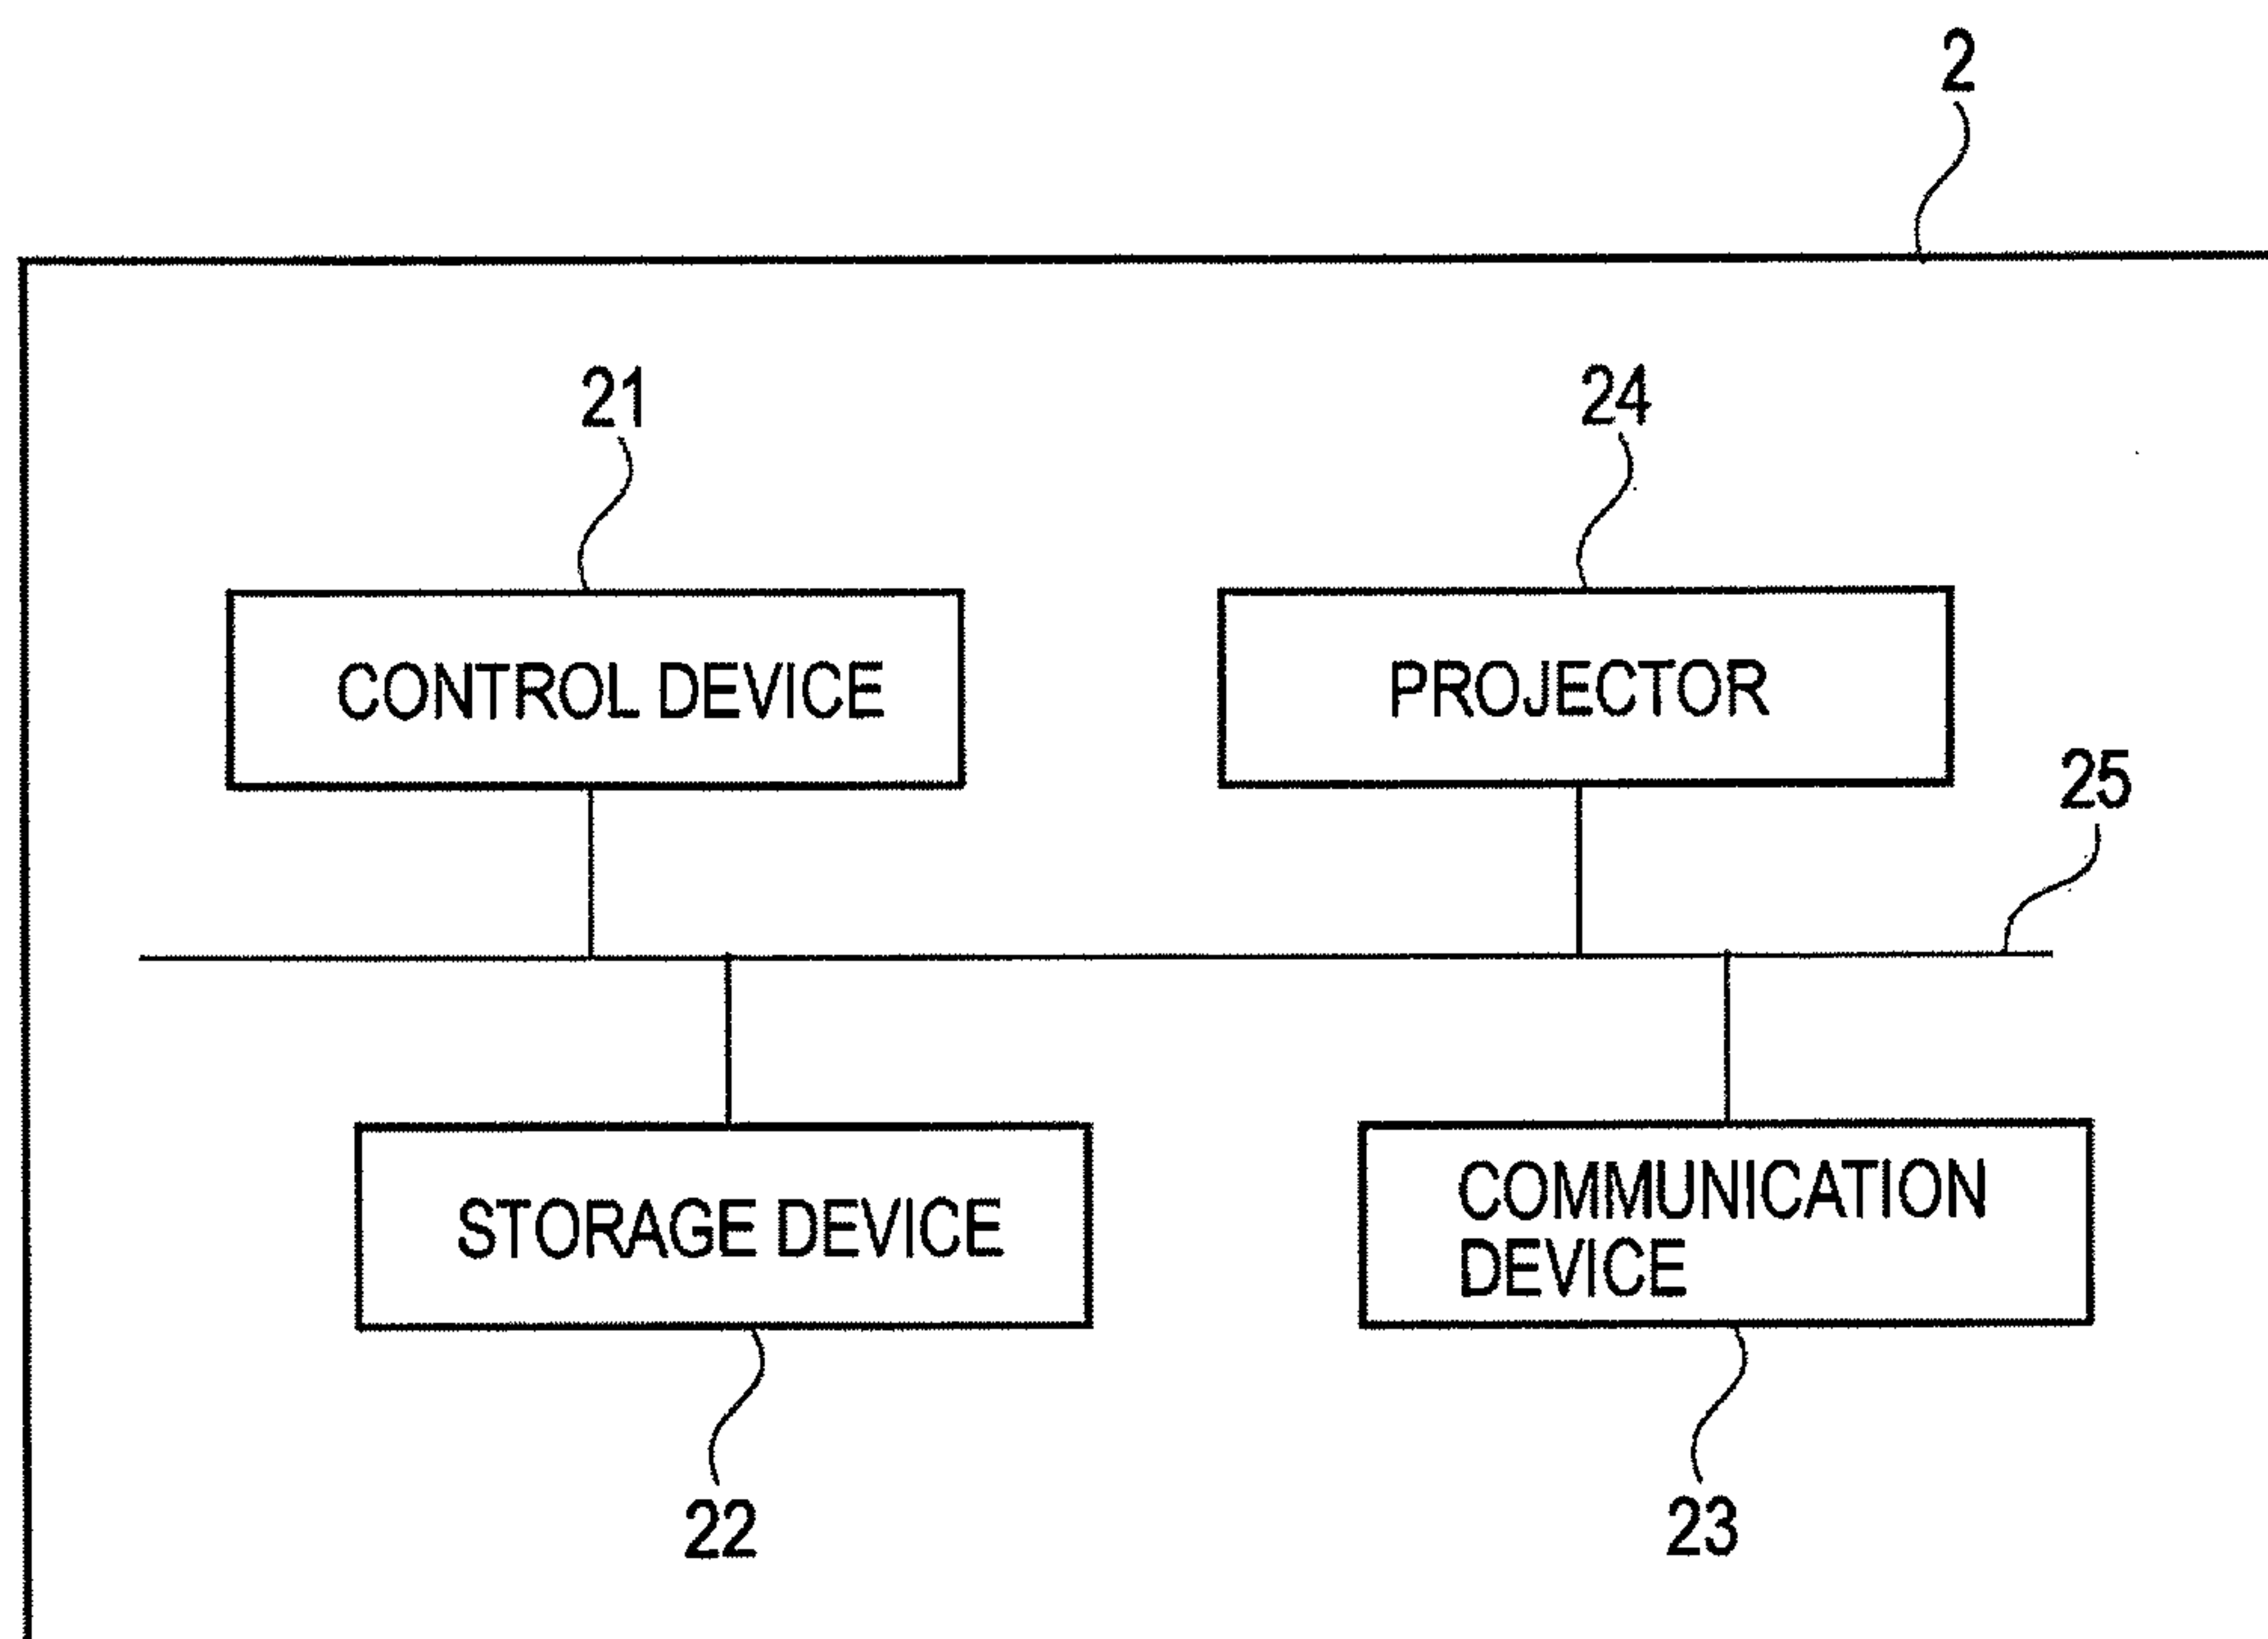 2
21
24
CONTROL DEVICE
PROJECTOR
25
STORAGE DEVICE
COMMUNICATION
DEVICE
22
23